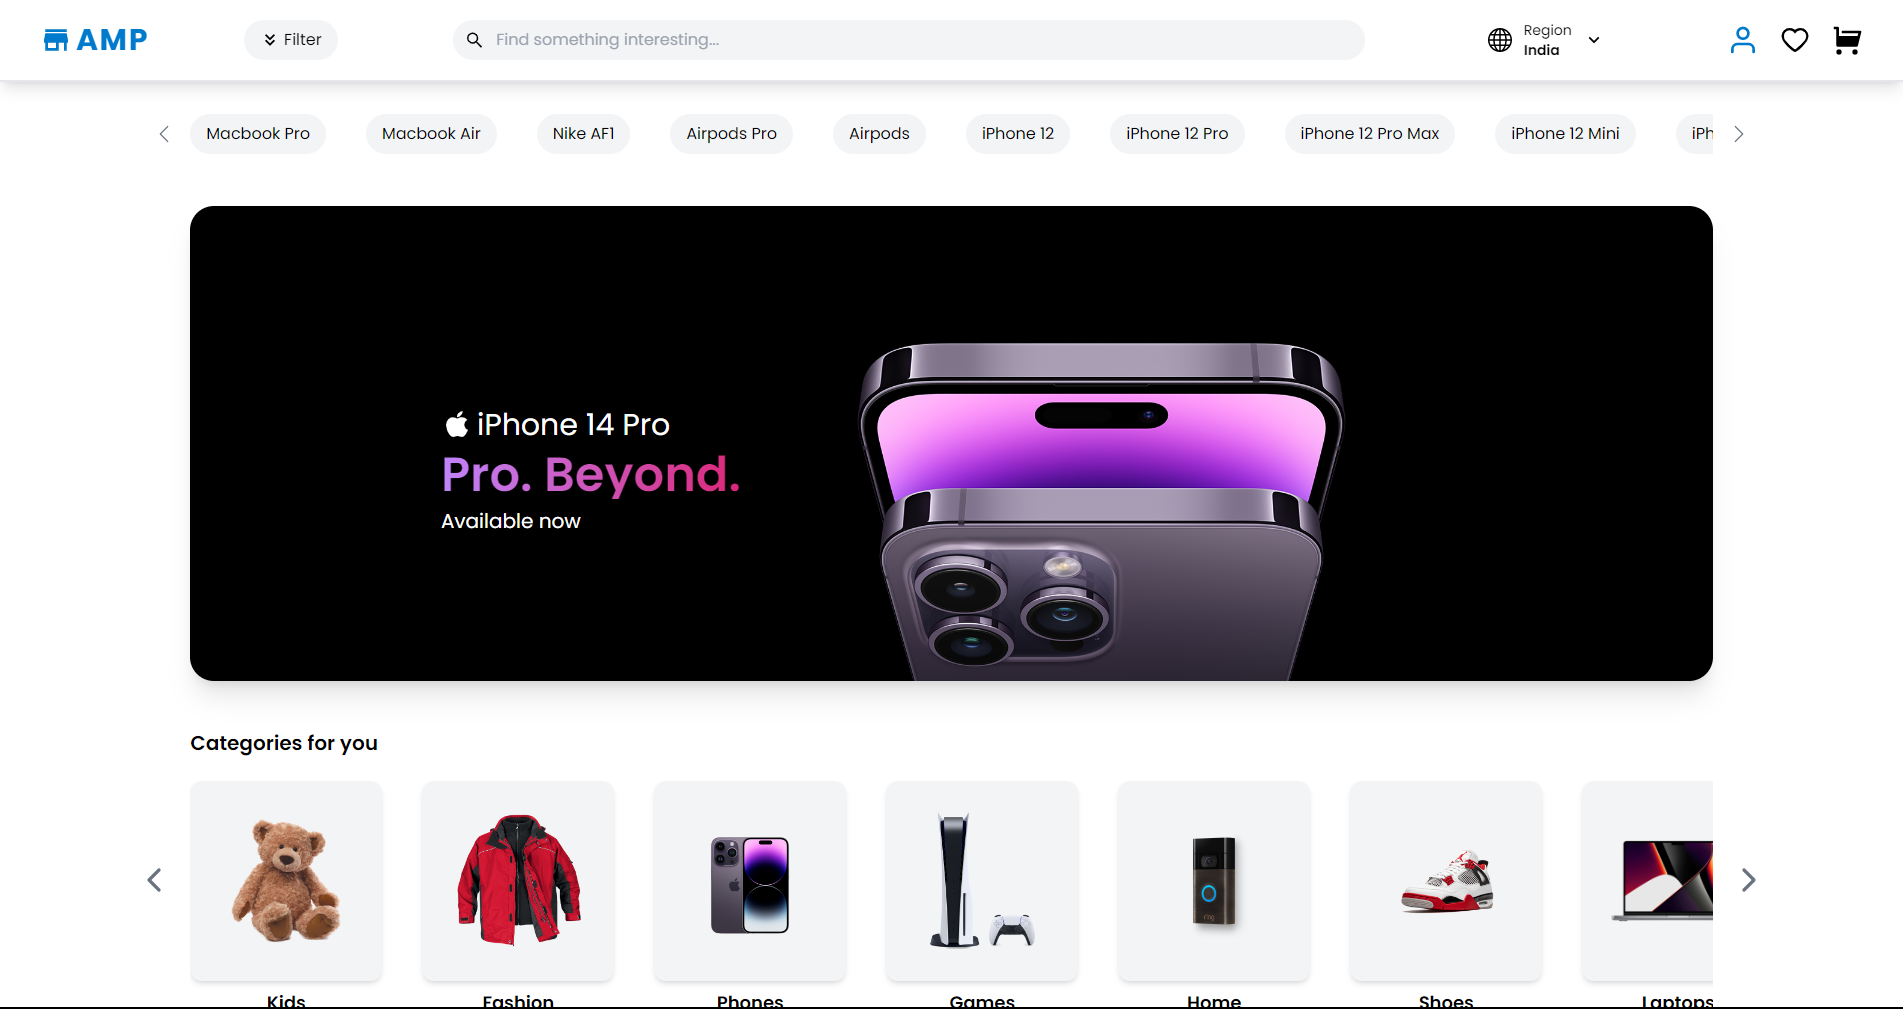 AMP
Filter
Find something interesting...
Region
India
Macbook Pro
Macbook Air
Nike AF1
Airpods Pro
Airpods
iPhone 12
iPhone 12 Pro
iPhone 12 Pro Max
iPhone 12 Mini
iPh
iPhone 14 Pro
Pro. Beyond.
Available now
Categories for you
ring
Kids
Fashion
Phones
Games
Home
Shoes
Laptops